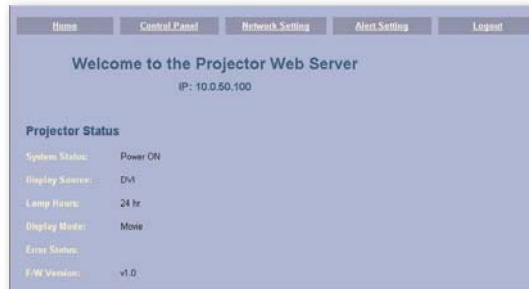 Home Control Panel Network Setting Alert Setting Logout
Welcome to the Projector Web Server
IP: 10.0.50.100
Projector Status
System Status: Power ON
Display Source: DVI
Lamp Hours: 24 hr
Display Mode: Movie
Error Status:
F/W Version: v1.0